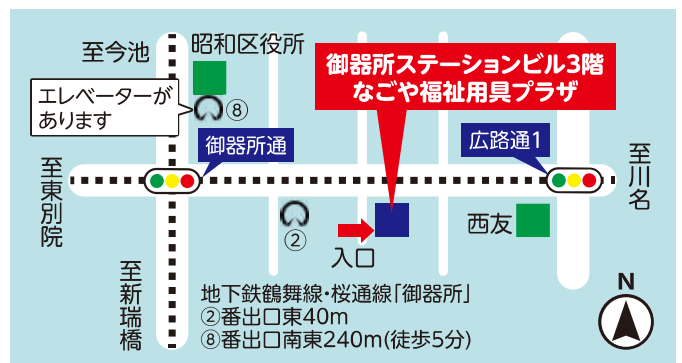 至今池
昭和区役所
御器所ステーションビル3階
なごや福祉用具プラザ
エレベーターが
あります
⑧
御器所通
広路通1
至東別院
至川名
②
入口
西友
至新瑞橋
地下鉄鶴舞線・桜通線「御器所」
②番出口東40m
⑧番出口南東240m(徒歩5分)
N